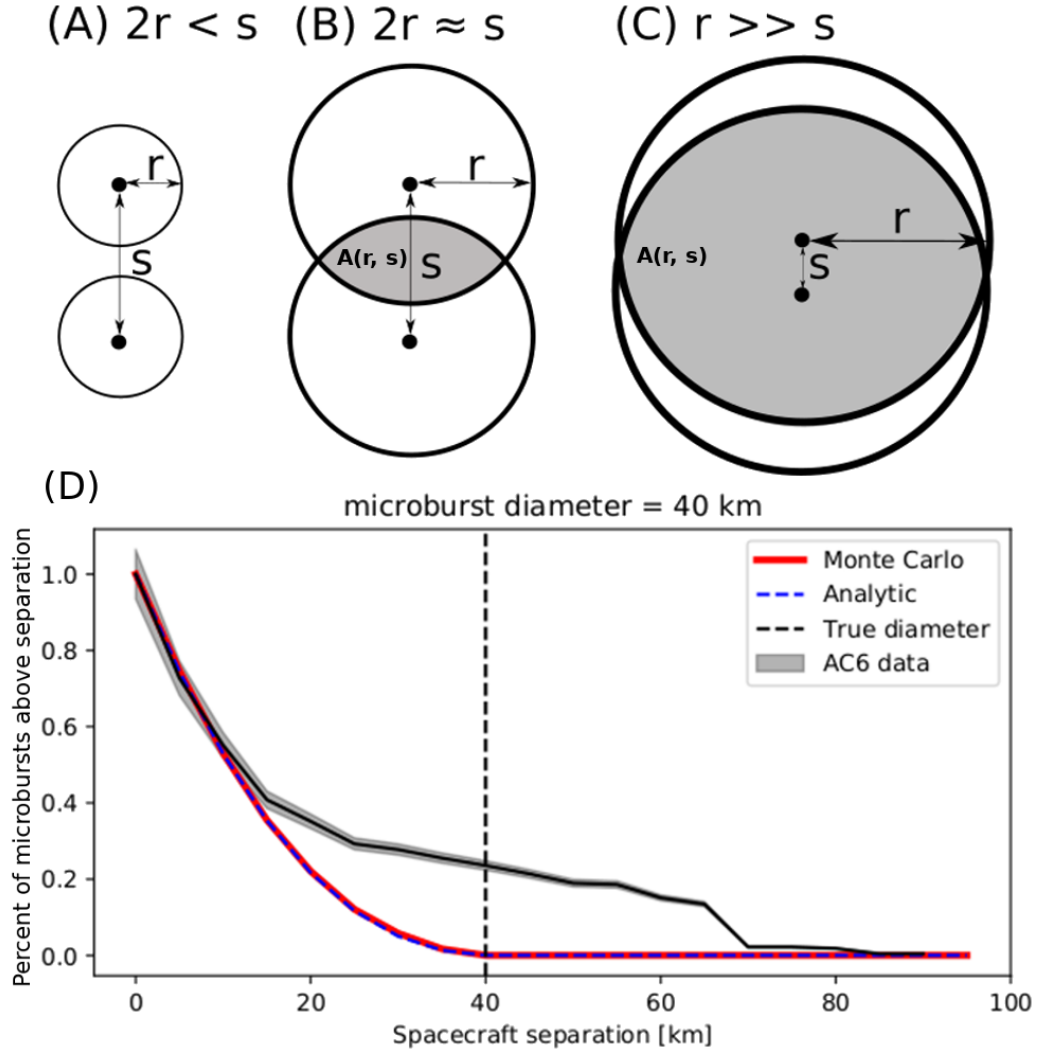 (A) 2r < s (B) 2r ≈ s (C) r >> s
r
s
r
A(r, s)
s
r
A(r, s)
s
(D)
microburst diameter = 40 km
Percent of microbursts above separation
1.0
0.8
0.6
0.4
0.2
0.0
Monte Carlo
Analytic
True diameter
AC6 data
0 20 40 60 80 100
Spacecraft separation [km]